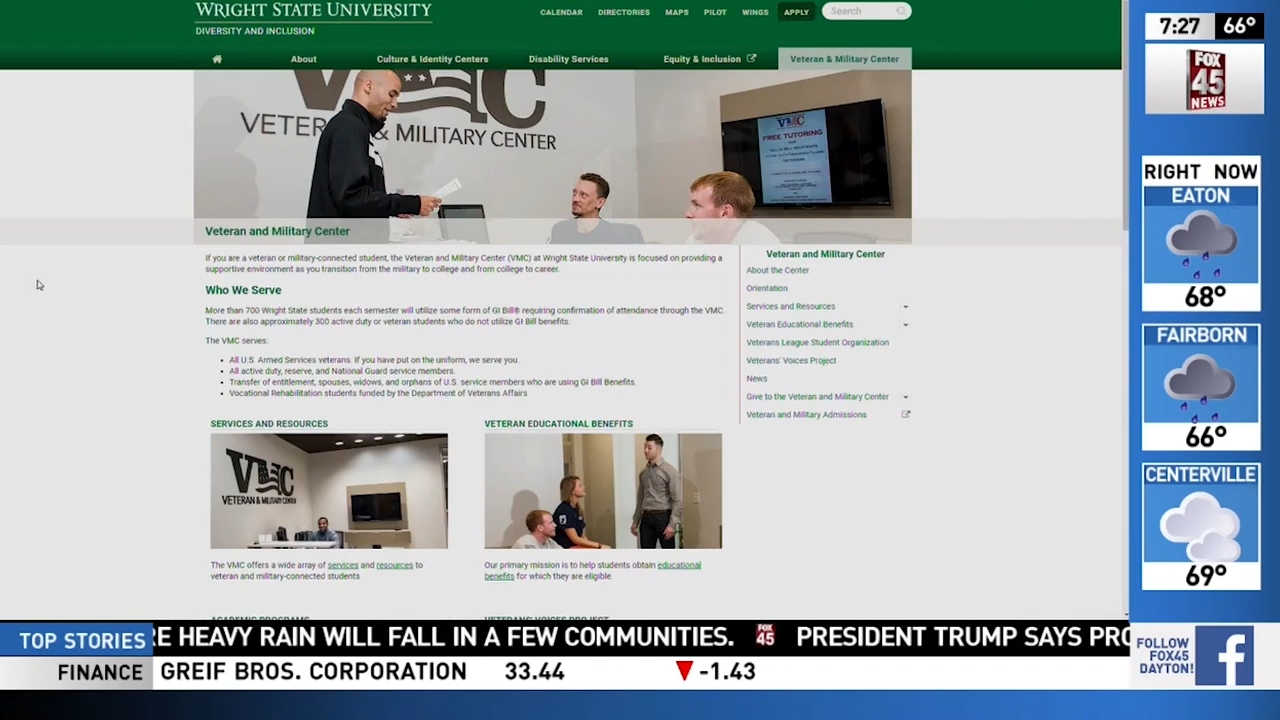 WRIGHT STATE UNIVERSITY
DIVERSITY AND INCLUSION
CALENDAR DIRECTORIES MAPS PILOT WINGS APPLY Search
About Culture & Identity Centers Disability Services Equity & Inclusion Veteran & Military Center
VMC
VETER & MILITARY CENTER
VMC
FREE TUTORING
Veteran and Military Center
If you are a veteran or military-connected student, the Veteran and Military Center (VMC) at Wright State University is focused on providing a
supportive environment as you transition from the military to college and from college to career.
Who We Serve
More than 700 Wright State students each semester will utilize some form of GI Bill® requiring confirmation of attendance through the VMC.
There are also approximately 300 active duty or veteran students who do not utilize GI Bill benefits.
The VMC serves:
All U.S. Armed Services veterans. If you have put on the uniform, we serve you.
All active duty, reserve, and National Guard service members.
Transfer of entitlement, spouses, widows, and orphans of U.S. service members who are using GI Bill Benefits.
Vocational Rehabilitation students funded by the Department of Veterans Affairs
SERVICES AND RESOURCES
VMC
VETERAN & MILITARY CENTER
The VMC offers a wide array of services and resources to
veteran and military-connected students.
VETERAN EDUCATIONAL BENEFITS
Our primary mission is to help students obtain educational
benefits for which they are eligible.
ACADEMIC PROGRAMS
VETERANS' VOICES PROJECT
Veteran and Military Center
About the Center
Orientation
Services and Resources
Veteran Educational Benefits
Veterans League Student Organization
Veterans' Voices Project
News
Give to the Veteran and Military Center
Veteran and Military Admissions
7:27 66°
FOX
45
NEWS
RIGHT NOW
EATON
68°
FAIRBORN
66°
CENTERVILLE
69°
TOP STORIES RE HEAVY RAIN WILL FALL IN A FEW COMMUNITIES. FOX 45 PRESIDENT TRUMP SAYS PRO
FINANCE GREIF BROS. CORPORATION 33.44 -1.43
FOLLOW
FOX45
DAYTON!
f